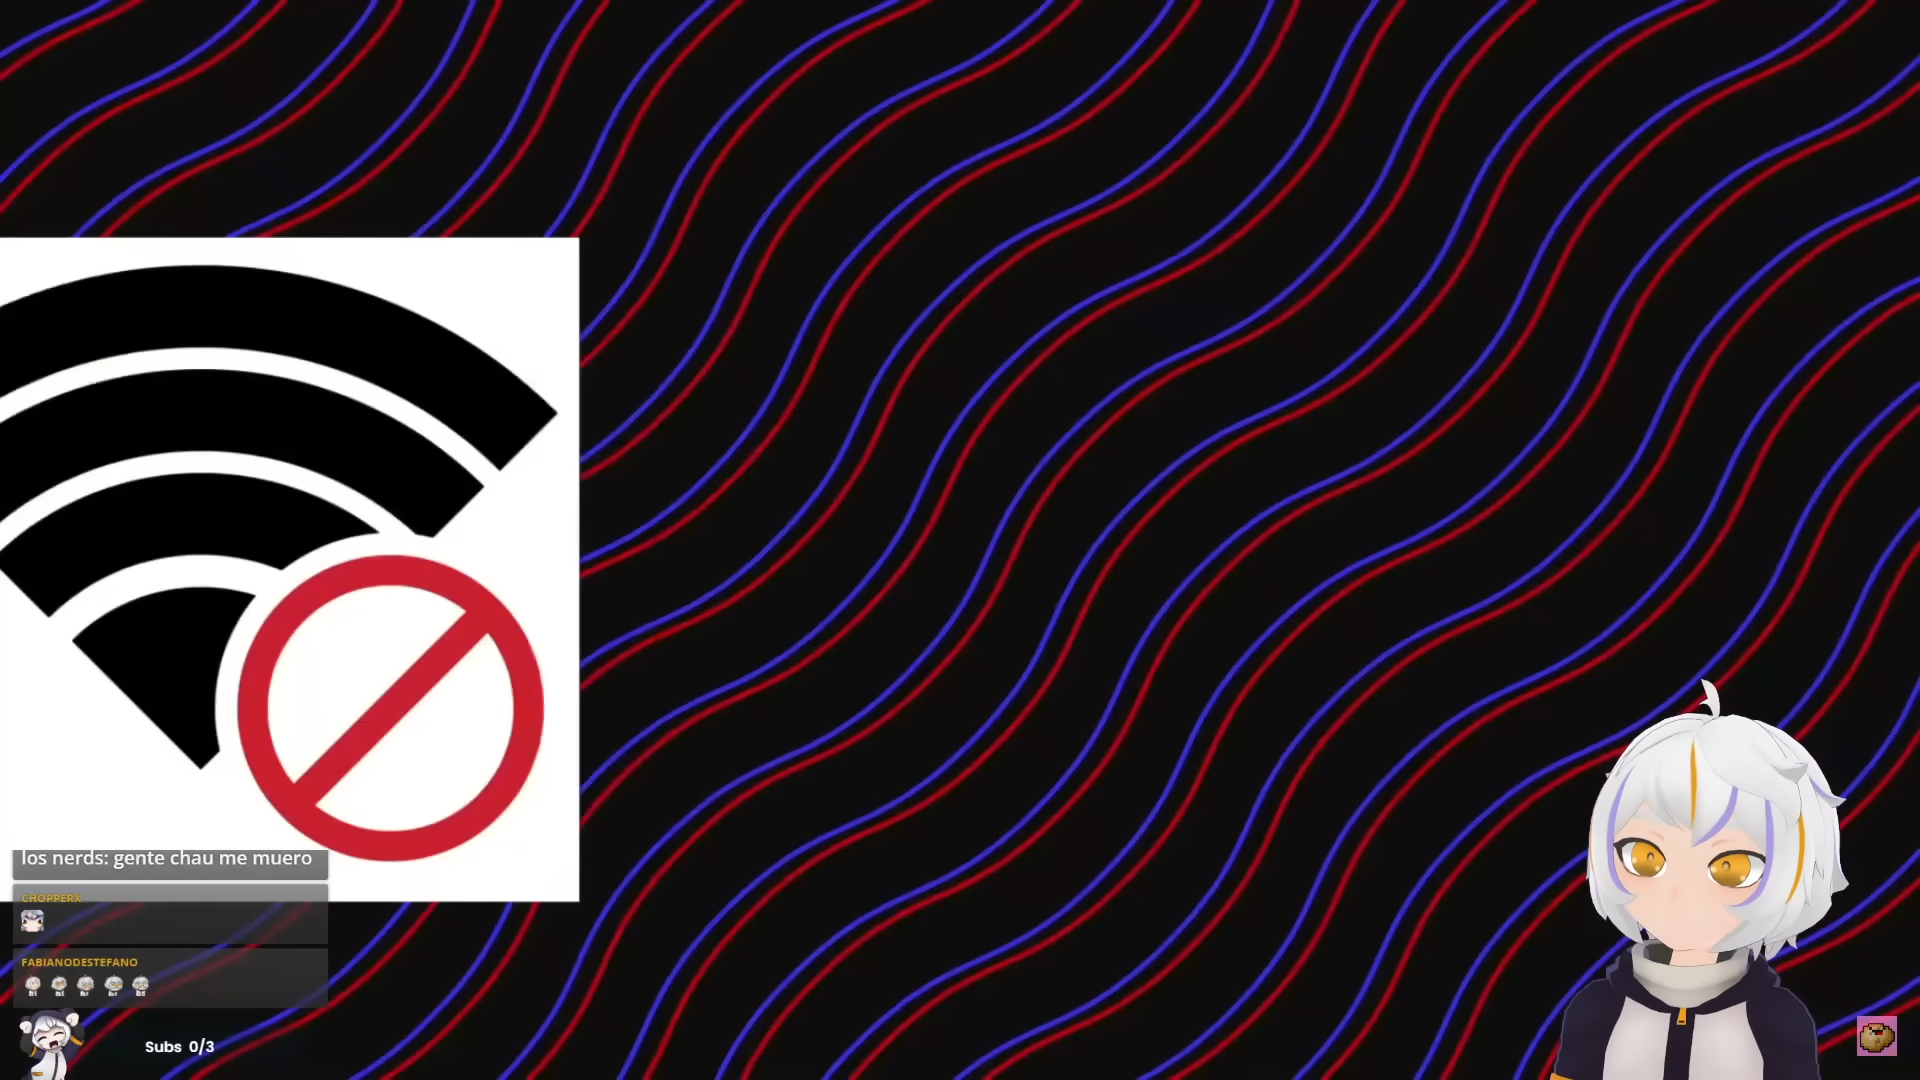 los nerds: gente chau me muero
CHOPPERX
FABIANODESTEFANO
Subs 0/3